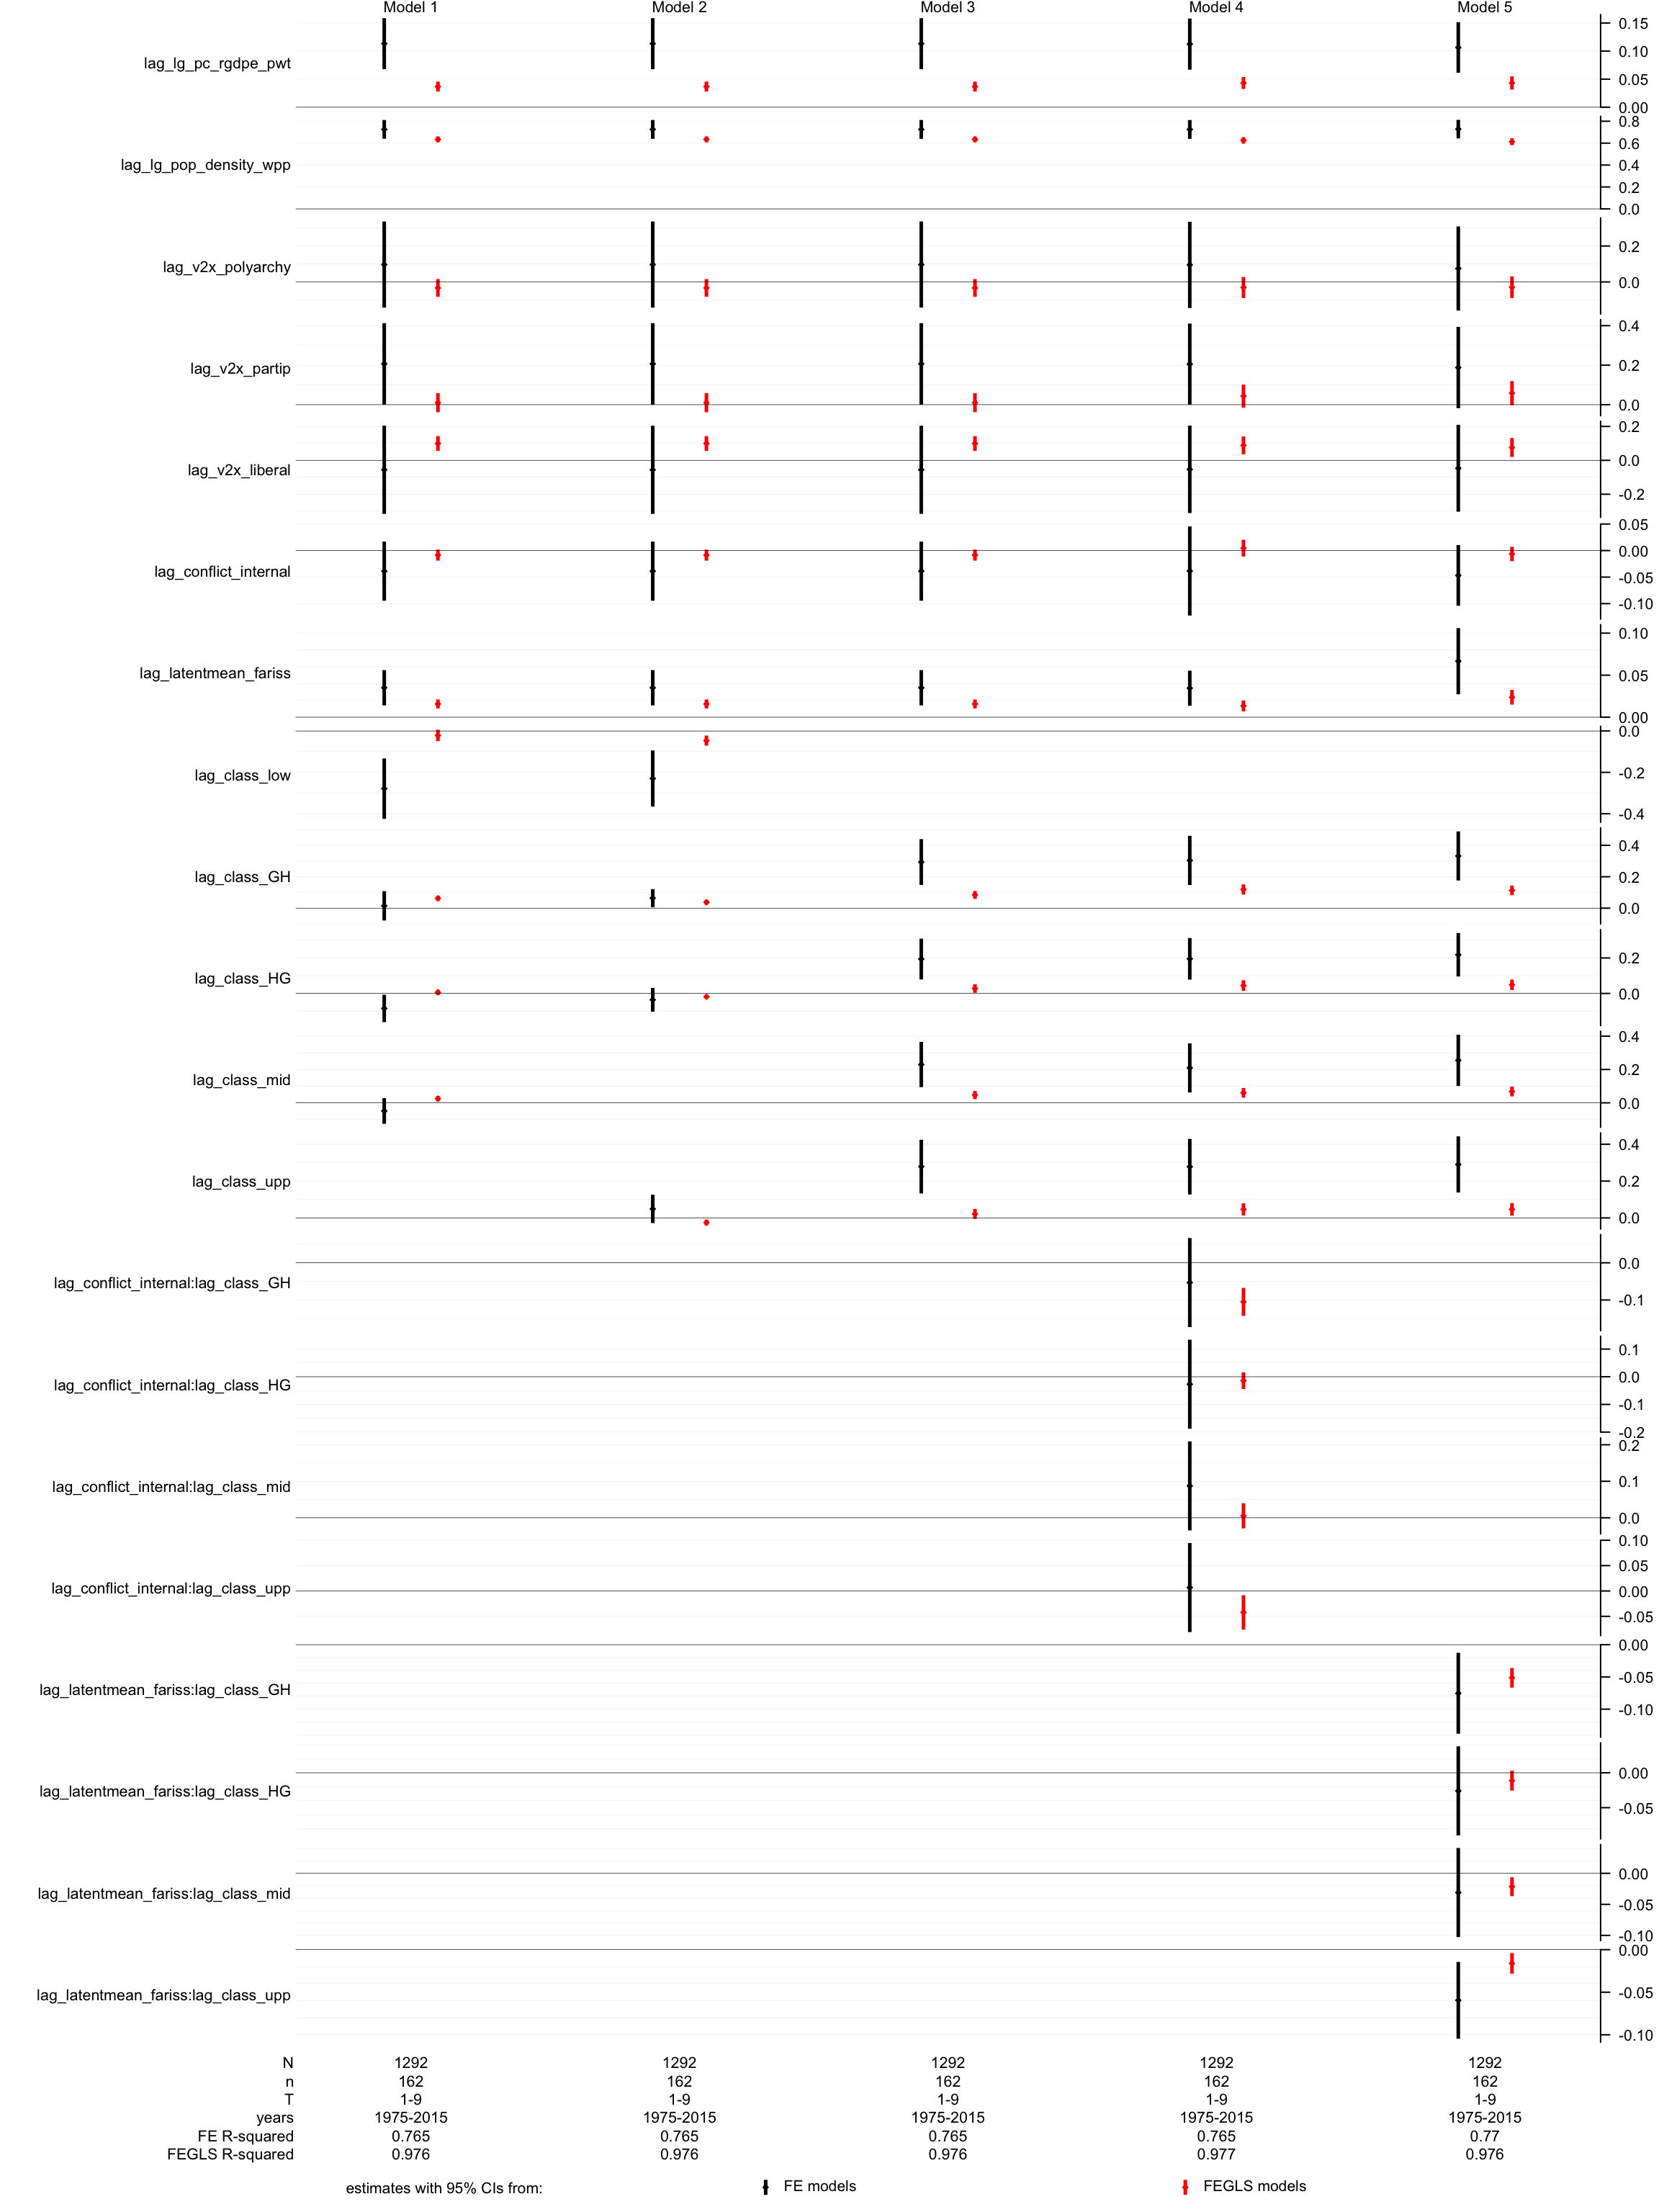 Model 1 Model 2 Model 3 Model 4 Model 5
lag_lg_pc_rgdpe_pwt
0.15
0.10
0.05
0.00
lag_lg_pop_density_wpp
0.8
0.6
0.4
0.2
0.0
lag_v2x_polyarchy
0.2
0.0
lag_v2x_partip
0.4
0.2
0.0
lag_v2x_liberal
0.2
0.0
-0.2
lag_conflict_internal
0.05
0.00
-0.05
-0.10
lag_latentmean_fariss
0.10
0.05
0.00
lag_class_low
0.0
-0.2
-0.4
lag_class_GH
0.4
0.2
0.0
lag_class_HG
0.2
0.0
lag_class_mid
0.4
0.2
0.0
lag_class_upp
0.4
0.2
0.0
lag_conflict_internal:lag_class_GH
0.0
-0.1
lag_conflict_internal:lag_class_HG
0.1
0.0
-0.1
-0.2
lag_conflict_internal:lag_class_mid
0.2
0.1
0.0
lag_conflict_internal:lag_class_upp
0.10
0.05
0.00
-0.05
lag_latentmean_fariss:lag_class_GH
0.00
-0.05
-0.10
lag_latentmean_fariss:lag_class_HG
0.00
-0.05
lag_latentmean_fariss:lag_class_mid
0.00
-0.05
-0.10
lag_latentmean_fariss:lag_class_upp
0.00
-0.05
-0.10
N 1292 1292 1292 1292 1292
n 162 162 162 162 162
T 1-9 1-9 1-9 1-9 1-9
years 1975-2015 1975-2015 1975-2015 1975-2015 1975-2015
FE R-squared 0.765 0.765 0.765 0.765 0.77
FEGLS R-squared 0.976 0.976 0.976 0.977 0.976
estimates with 95% CIs from: FE models FEGLS models